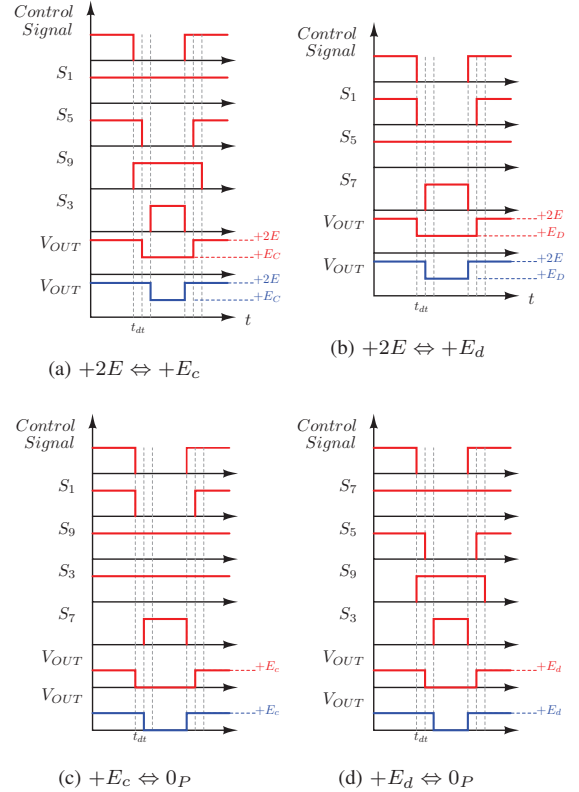 Control
Signal
S1
S5
S9
S3
VOUT
+2E
+EC
VOUT
+2E
+EC
tdt
t
(a) +2E ⇔ +Ec
Control
Signal
S1
S5
S7
VOUT
+2E
+ED
VOUT
+2E
+ED
tdt
t
(b) +2E ⇔ +Ed
Control
Signal
S1
S9
S3
S7
VOUT
+Ec
VOUT
+Ec
tdt
(c) +Ec ⇔ 0P
Control
Signal
S7
S5
S9
S3
VOUT
+Ed
VOUT
+Ed
tdt
(d) +Ed ⇔ 0P